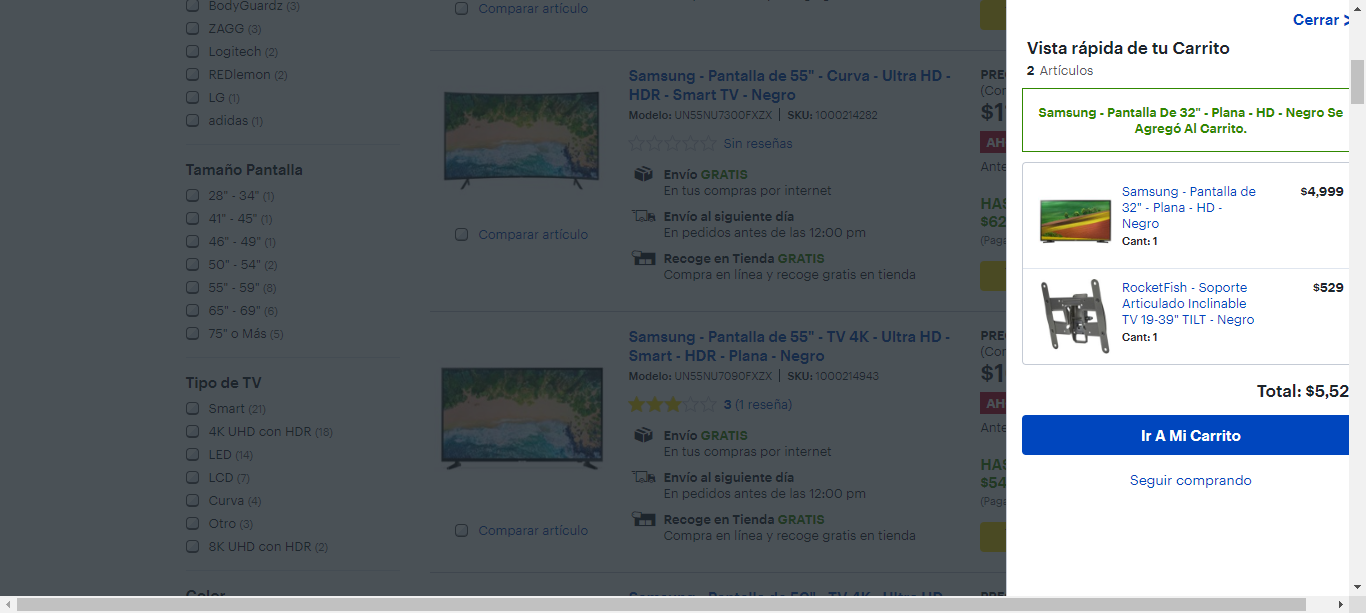 BodyGuardz (3)
ZAGG (3)
Logitech (2)
REDlemon (2)
LG (1)
adidas (1)
Tamaño Pantalla
28" - 34" (1)
41" - 45" (1)
46" - 49" (1)
50" - 54" (2)
55" - 59" (8)
65" - 69" (6)
75" o Más (5)
Tipo de TV
Smart (21)
4K UHD con HDR (18)
LED (14)
LCD (7)
Curva (4)
Otro (3)
8K UHD con HDR (2)
Color
Comparar artículo
Samsung - Pantalla de 55" - Curva - Ultra HD -
HDR - Smart TV - Negro
Modelo: UN55NU7300FXZX | SKU: 1000214282
Sin reseñas
Envío GRATIS
En tus compras por internet
Envío al siguiente día
En pedidos antes de las 12:00 pm
Recoge en Tienda GRATIS
Compra en línea y recoge gratis en tienda
Comparar artículo
PRE
(Con
$1
AH
Ante
HAS
$62
(Paga
Samsung - Pantalla de 55" - TV 4K - Ultra HD -
Smart - HDR - Plana - Negro
Modelo: UN55NU7090FXZX | SKU: 1000214943
3 (1 reseña)
Envío GRATIS
En tus compras por internet
Envío al siguiente día
En pedidos antes de las 12:00 pm
Recoge en Tienda GRATIS
Compra en línea y recoge gratis en tienda
Comparar artículo
PRE
(Con
$1
AH
Ante
HAS
$54
(Paga
Samsung - Pantalla de 50" - TV 4K - Ultra HD -
PRE
Cerrar
Vista rápida de tu Carrito
2 Artículos
Samsung - Pantalla De 32" - Plana - HD - Negro Se
Agregó Al Carrito.
Samsung - Pantalla de
32" - Plana - HD -
Negro
Cant: 1
$4,999
RocketFish - Soporte
Articulado Inclinable
TV 19-39" TILT - Negro
Cant: 1
$529
Total: $5,52
Ir A Mi Carrito
Seguir comprando